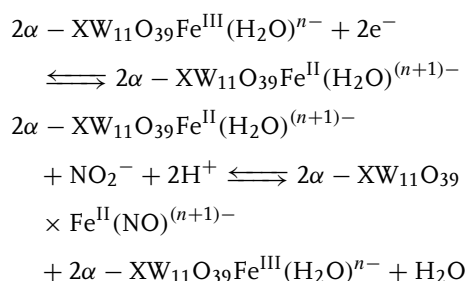 2α − XW₁₁O₃₉Feᴵᴵᴵ(H₂O)ⁿ⁻ + 2e⁻
⇌ 2α − XW₁₁O₃₉Feᴵᴵ(H₂O)⁽ⁿ⁺¹⁾⁻
2α − XW₁₁O₃₉Feᴵᴵ(H₂O)⁽ⁿ⁺¹⁾⁻
+ NO₂⁻ + 2H⁺ ⇌ 2α − XW₁₁O₃₉
× Feᴵᴵ(NO)⁽ⁿ⁺¹⁾⁻
+ 2α − XW₁₁O₃₉Feᴵᴵᴵ(H₂O)ⁿ⁻ + H₂O